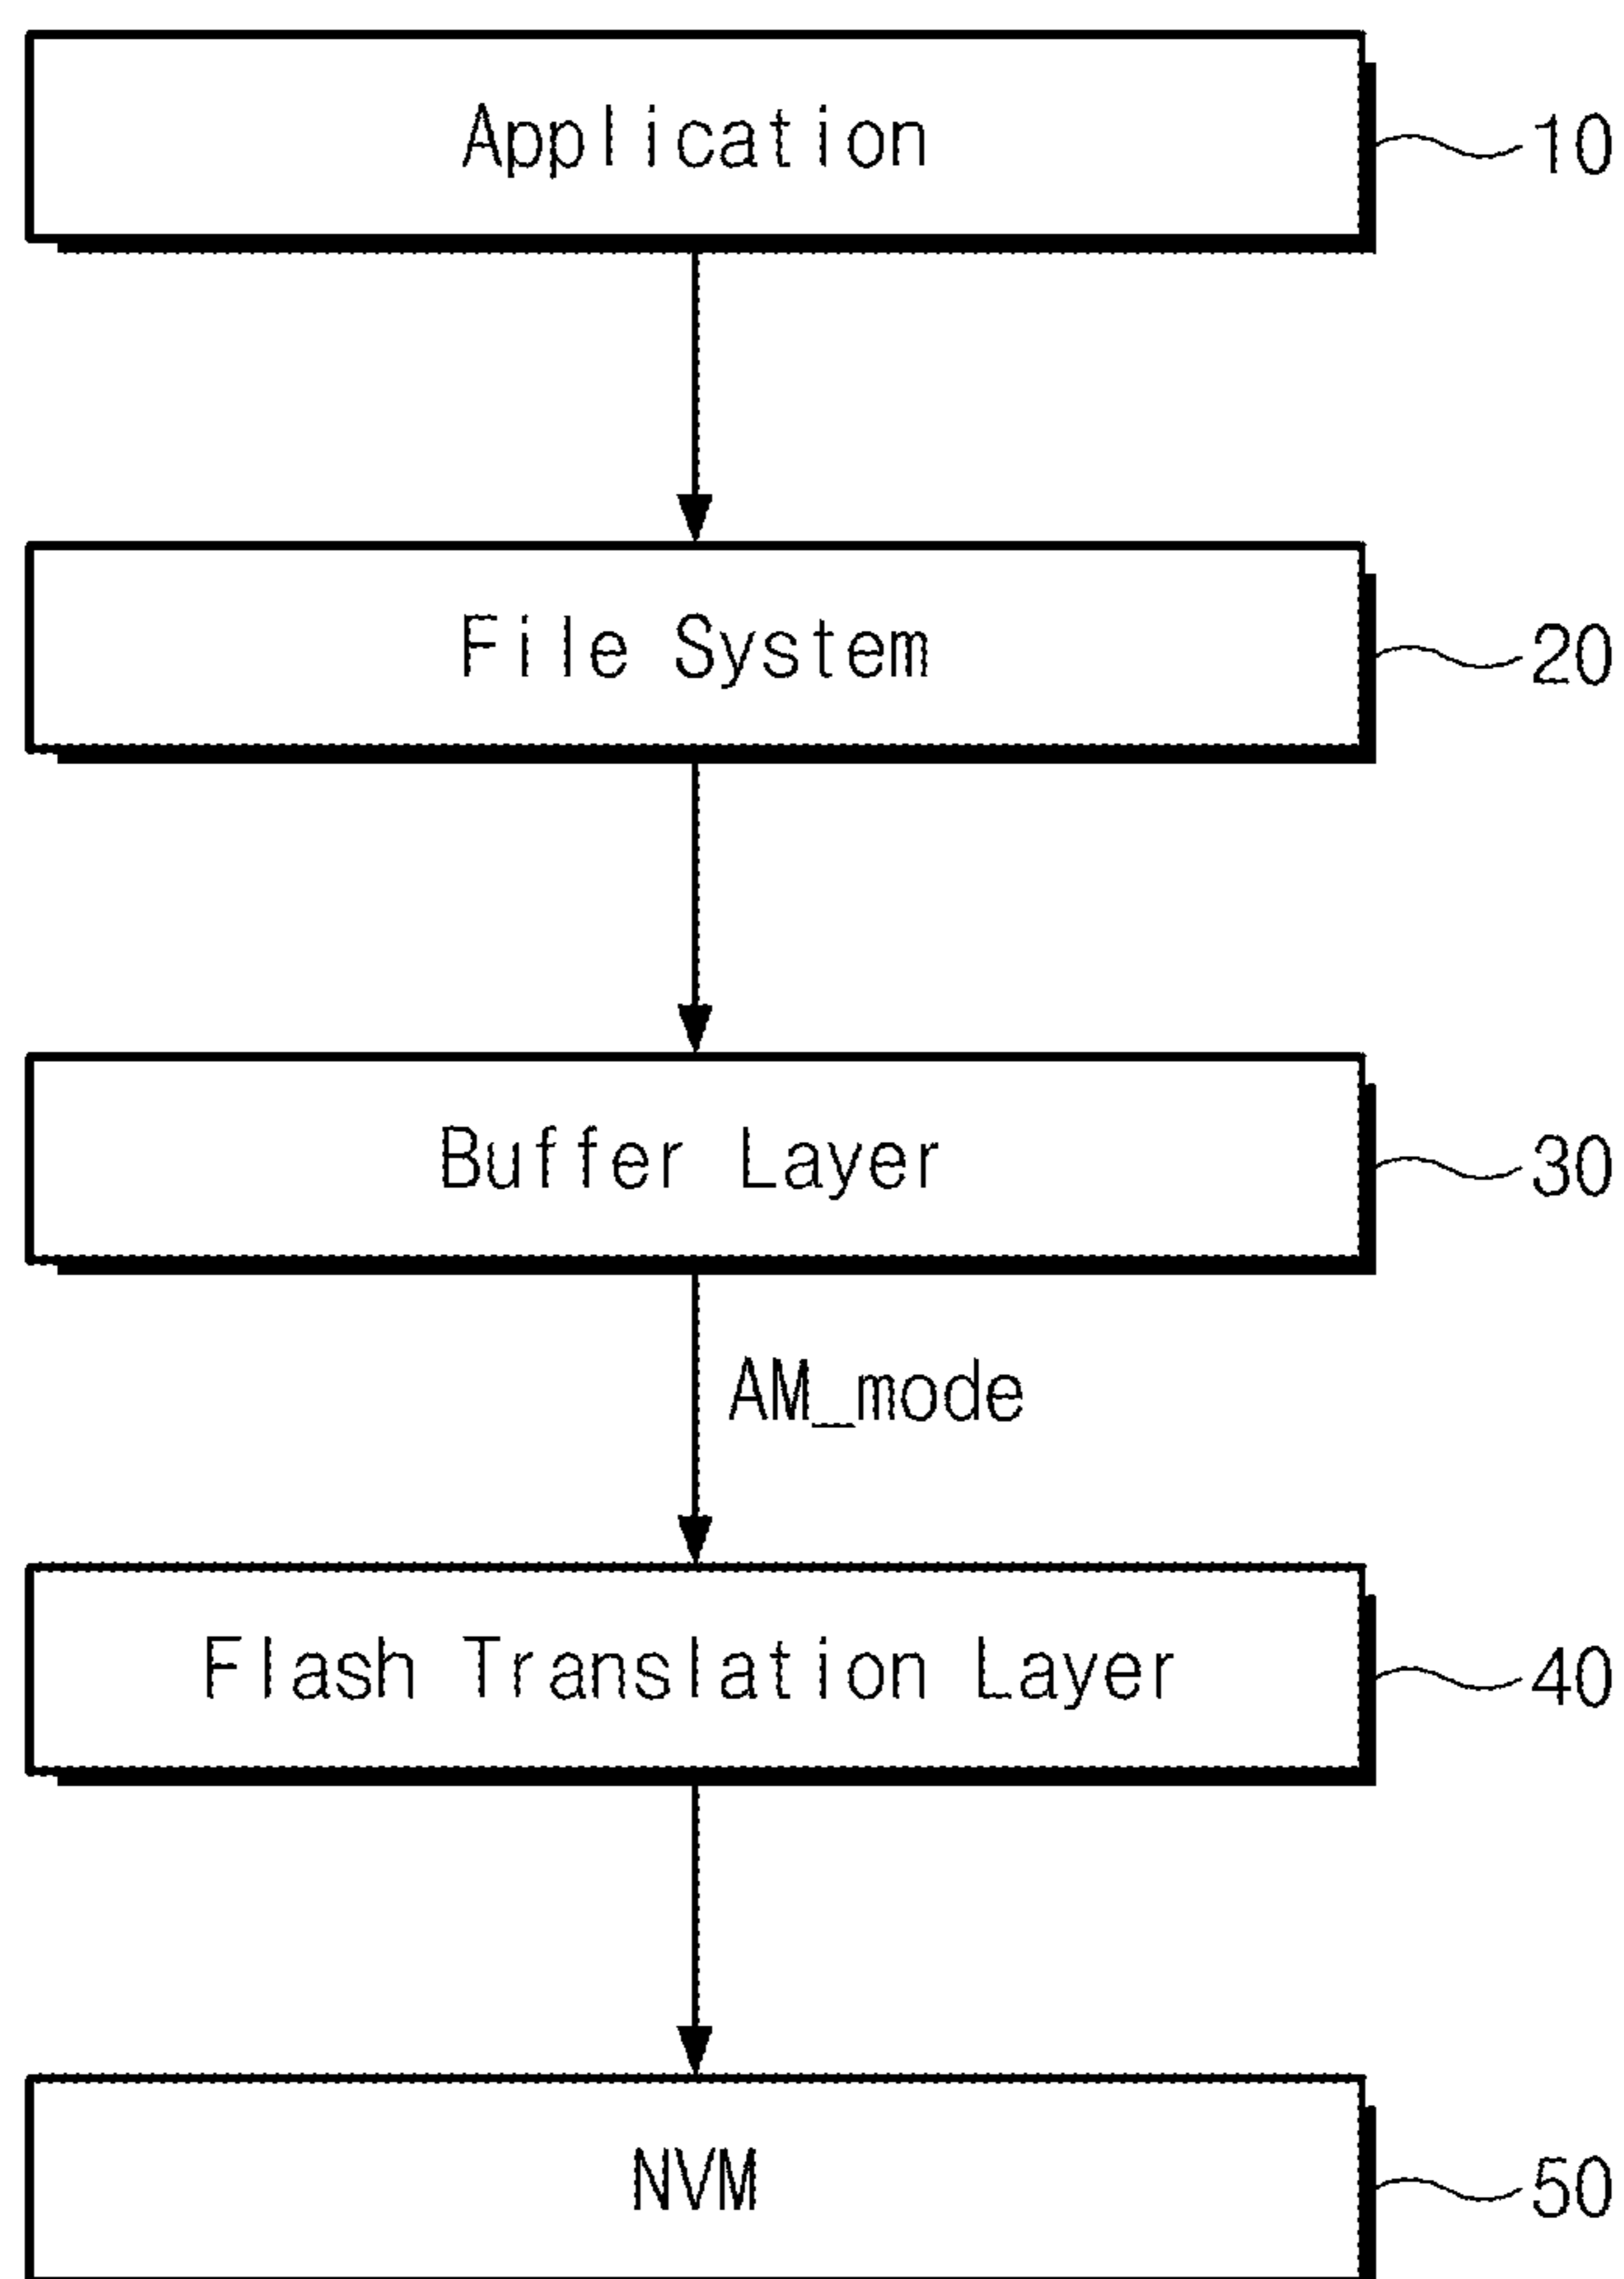 Application
10
File System
20
Buffer Layer
30
AM_mode
Flash Translation Layer
40
NVM
50